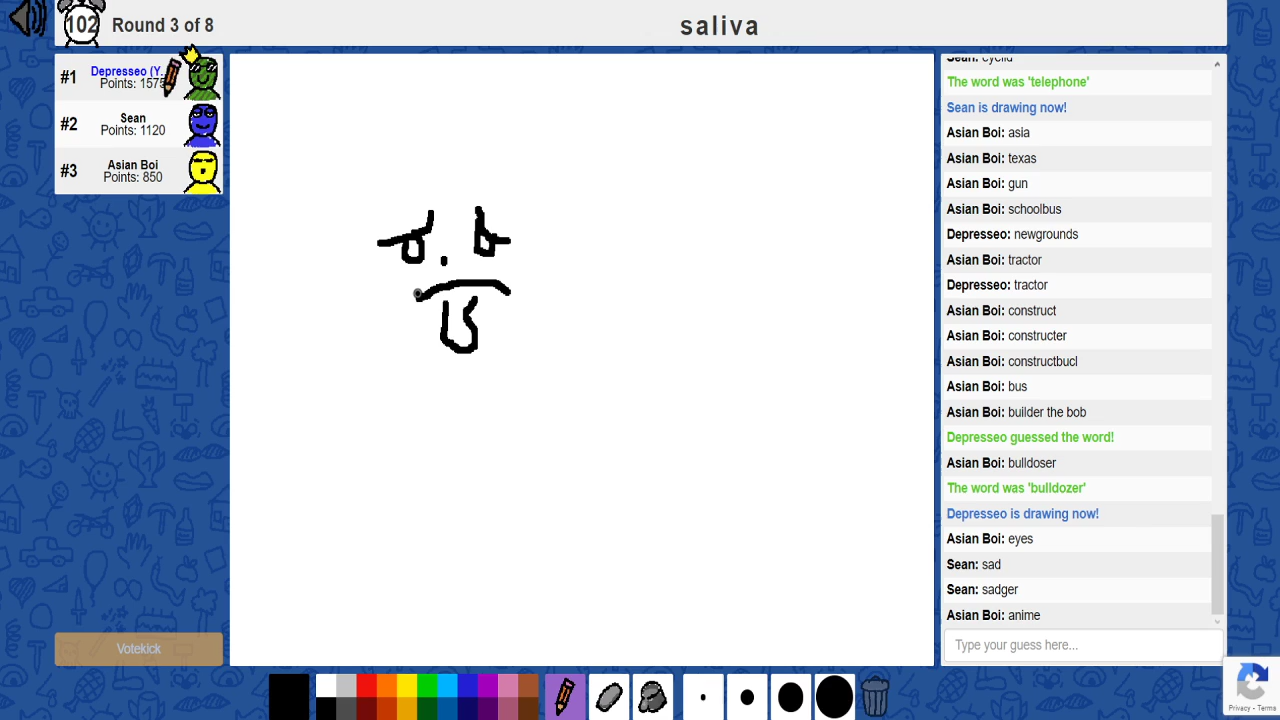 102
Round 3 of 8
saliva
#1
Depresseo (Y...
Points: 1575
#2
Sean
Points: 1120
#3
Asian Boi
Points: 850
Votekick
Sean: eyelid
The word was 'telephone'
Sean is drawing now!
Asian Boi: asia
Asian Boi: texas
Asian Boi: gun
Asian Boi: schoolbus
Depresseo: newgrounds
Asian Boi: tractor
Depresseo: tractor
Asian Boi: construct
Asian Boi: constructer
Asian Boi: constructbucl
Asian Boi: bus
Asian Boi: builder the bob
Depresseo guessed the word!
Asian Boi: bulldoser
The word was 'bulldozer'
Depresseo is drawing now!
Asian Boi: eyes
Sean: sad
Sean: sadger
Asian Boi: anime
Type your guess here...
Privacy - Terms